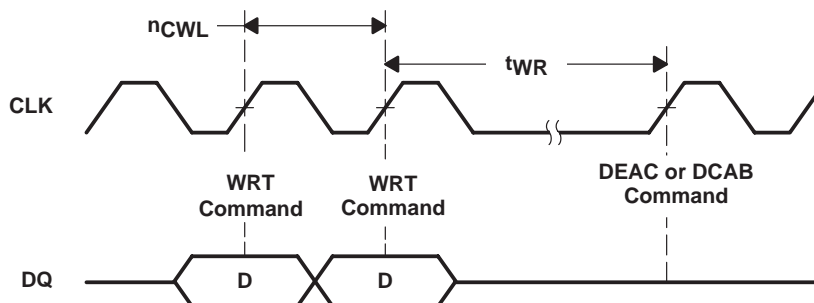 nCWL
tWR
CLK
WRT
Command
WRT
Command
DEAC or DCAB
Command
DQ
D
D